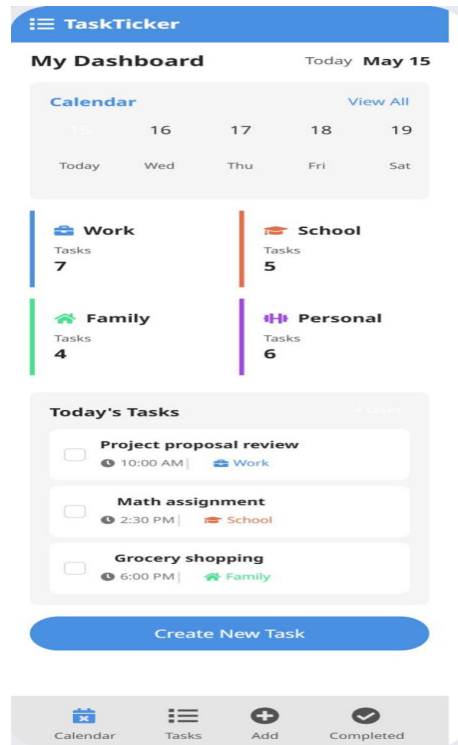 TaskTicker
My Dashboard Today May 15
Calendar View All
15 16 17 18 19
Today Wed Thu Fri Sat
Work School
Tasks Tasks
7 5
Family Personal
Tasks Tasks
4 6
Today's Tasks
Project proposal review
10:00 AM| Work
Math assignment
2:30 PM| School
Grocery shopping
6:00 PM| Family
Create New Task
Calendar Tasks Add Completed